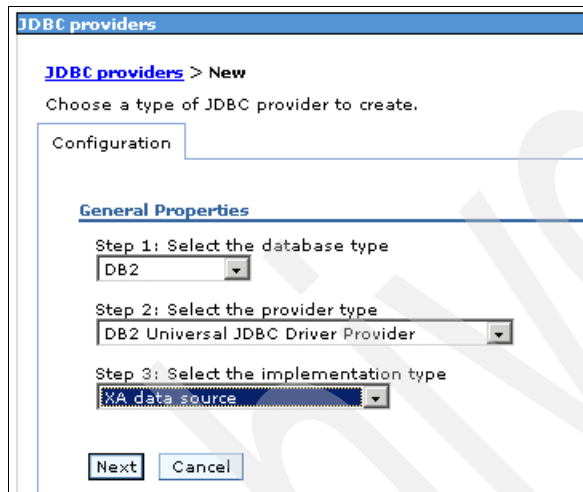 JDBC providers
JDBC providers > New
Choose a type of JDBC provider to create.
Configuration
General Properties
Step 1: Select the database type
DB2
Step 2: Select the provider type
DB2 Universal JDBC Driver Provider
Step 3: Select the implementation type
XA data source
Next Cancel